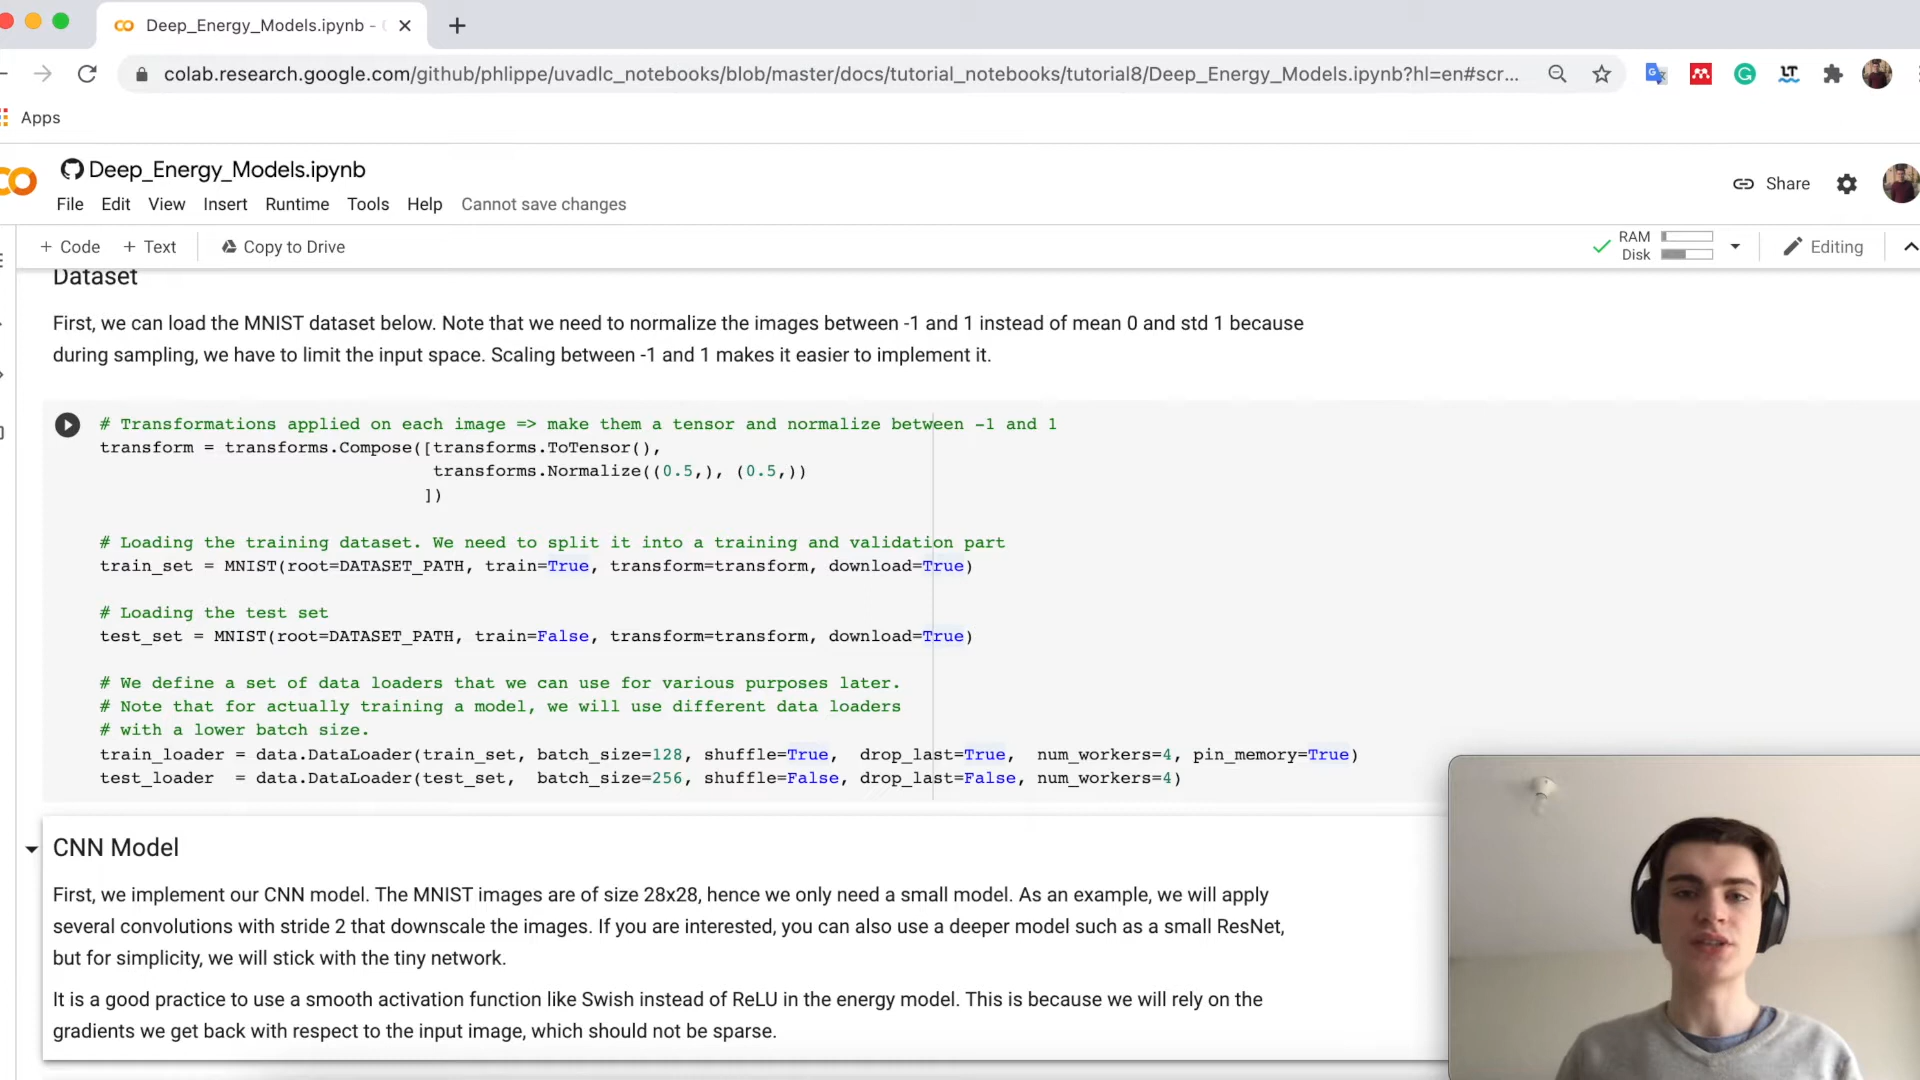 Deep_Energy_Models.ipynb -
colab.research.google.com/github/phlippe/uvadlc_notebooks/blob/master/docs/tutorial_notebooks/tutorial8/Deep_Energy_Models.ipynb?hl=en#scr...
Apps
Deep_Energy_Models.ipynb
File Edit View Insert Runtime Tools Help Cannot save changes
Share
+ Code + Text Copy to Drive
RAM
Disk
Editing
Dataset
First, we can load the MNIST dataset below. Note that we need to normalize the images between -1 and 1 instead of mean 0 and std 1 because
during sampling, we have to limit the input space. Scaling between -1 and 1 makes it easier to implement it.
# Transformations applied on each image => make them a tensor and normalize between -1 and 1
transform = transforms.Compose([transforms.ToTensor(),
transforms.Normalize((0.5,), (0.5,))
])
# Loading the training dataset. We need to split it into a training and validation part
train_set = MNIST(root=DATASET_PATH, train=True, transform=transform, download=True)
# Loading the test set
test_set = MNIST(root=DATASET_PATH, train=False, transform=transform, download=True)
# We define a set of data loaders that we can use for various purposes later.
# Note that for actually training a model, we will use different data loaders
# with a lower batch size.
train_loader = data.DataLoader(train_set, batch_size=128, shuffle=True, drop_last=True, num_workers=4, pin_memory=True)
test_loader = data.DataLoader(test_set, batch_size=256, shuffle=False, drop_last=False, num_workers=4)
CNN Model
First, we implement our CNN model. The MNIST images are of size 28x28, hence we only need a small model. As an example, we will apply
several convolutions with stride 2 that downscale the images. If you are interested, you can also use a deeper model such as a small ResNet,
but for simplicity, we will stick with the tiny network.
It is a good practice to use a smooth activation function like Swish instead of ReLU in the energy model. This is because we will rely on the
gradients we get back with respect to the input image, which should not be sparse.